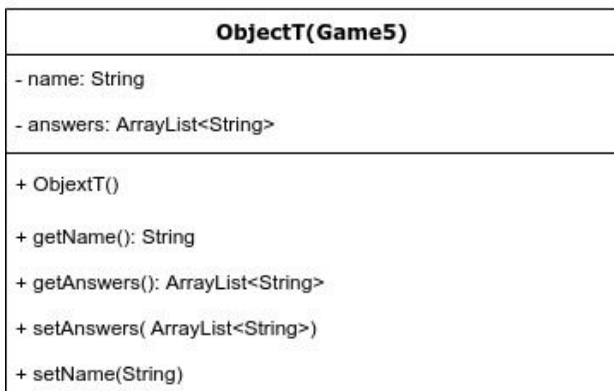 ObjectT(Game5)
- name: String
- answers: ArrayList<String>
+ ObjextT()
+ getName(): String
+ getAnswers(): ArrayList<String>
+ setAnswers( ArrayList<String>)
+ setName(String)